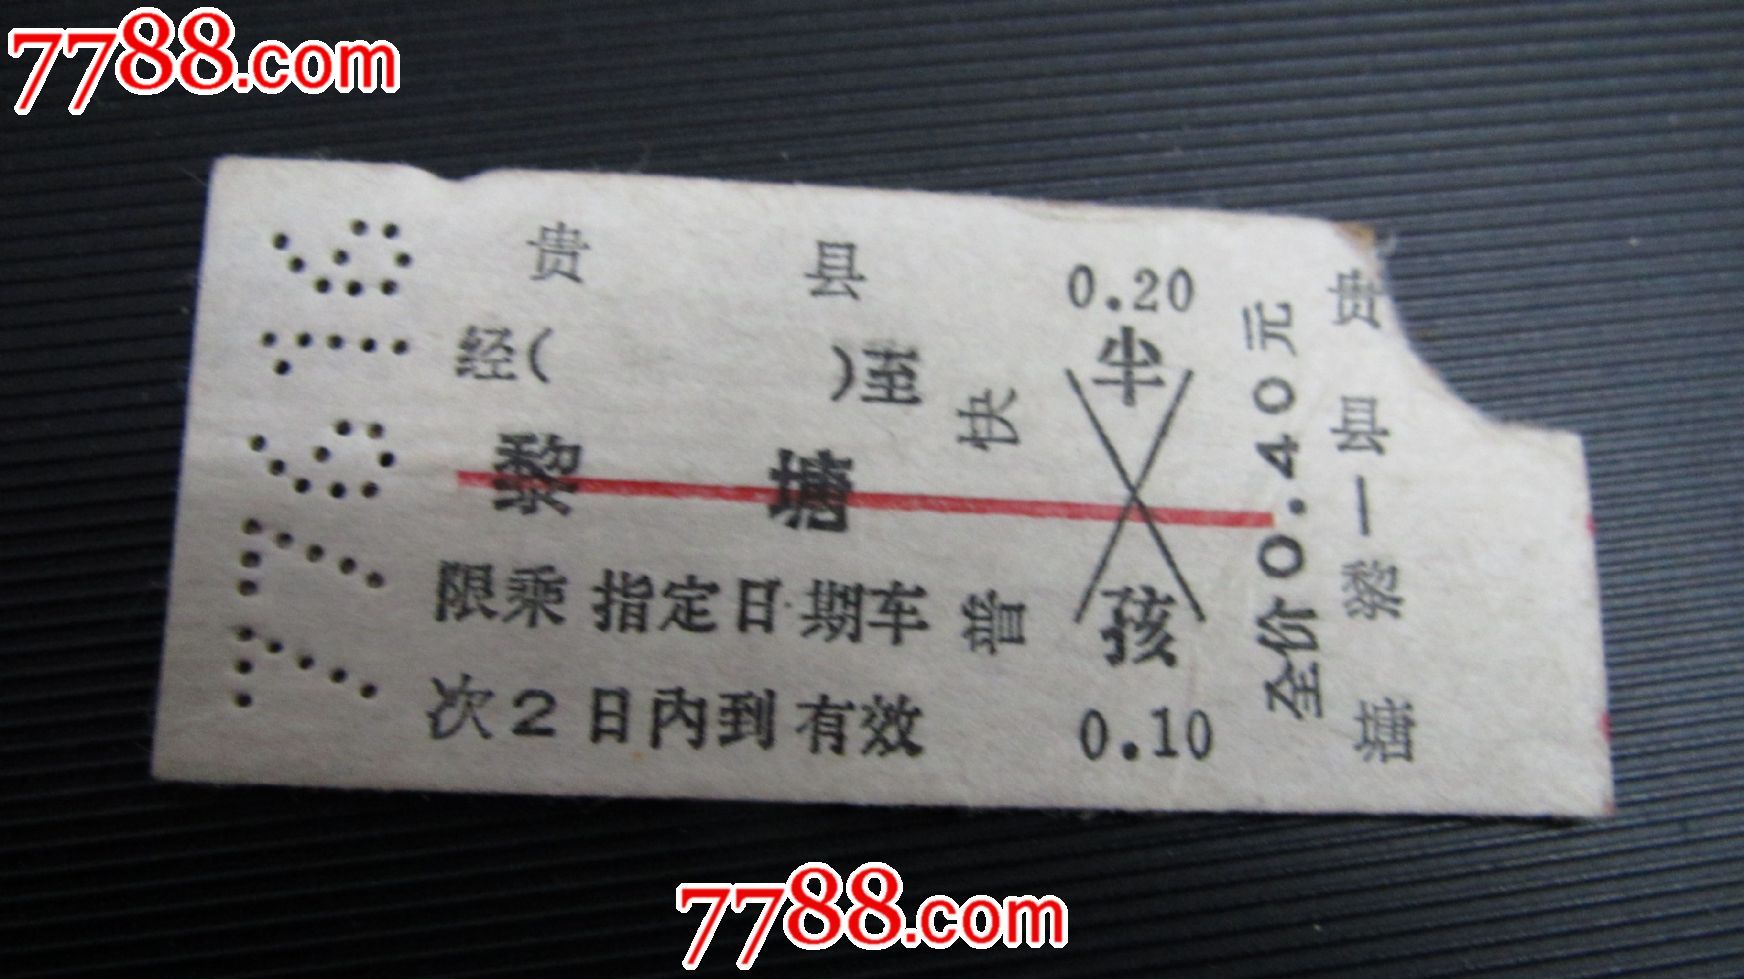 7788.com
贵 县
经( )至
黎 塘
限乘指定日期车
次2日内到有效
快
普
0.20
半
孩
0.10
全价0.40元
贵县—黎塘
7788.com